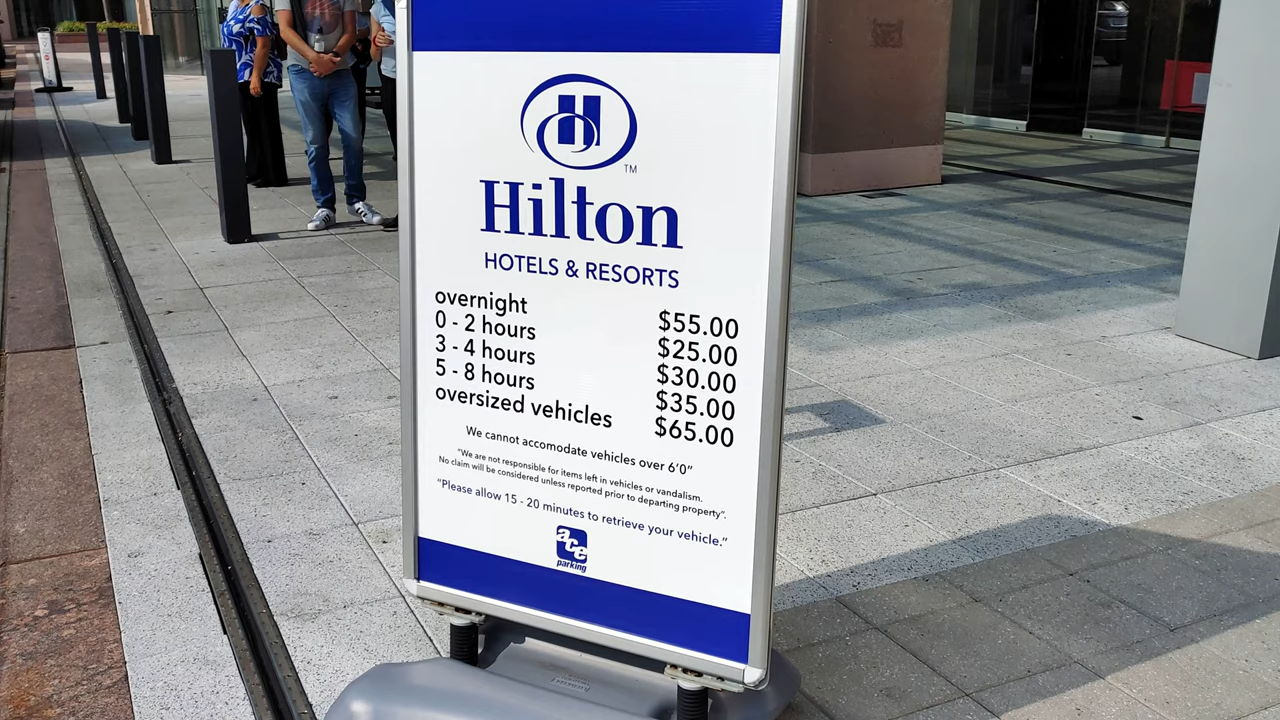 H
TM
Hilton
HOTELS & RESORTS
overnight $55.00
0 - 2 hours $25.00
3 - 4 hours $30.00
5 - 8 hours $35.00
oversized vehicles $65.00
We cannot accomodate vehicles over 6'0"
"We are not responsible for items left in vehicles or vandalism.
No claim will be considered unless reported prior to departing property".
"Please allow 15 - 20 minutes to retrieve your vehicle."
ace
parking